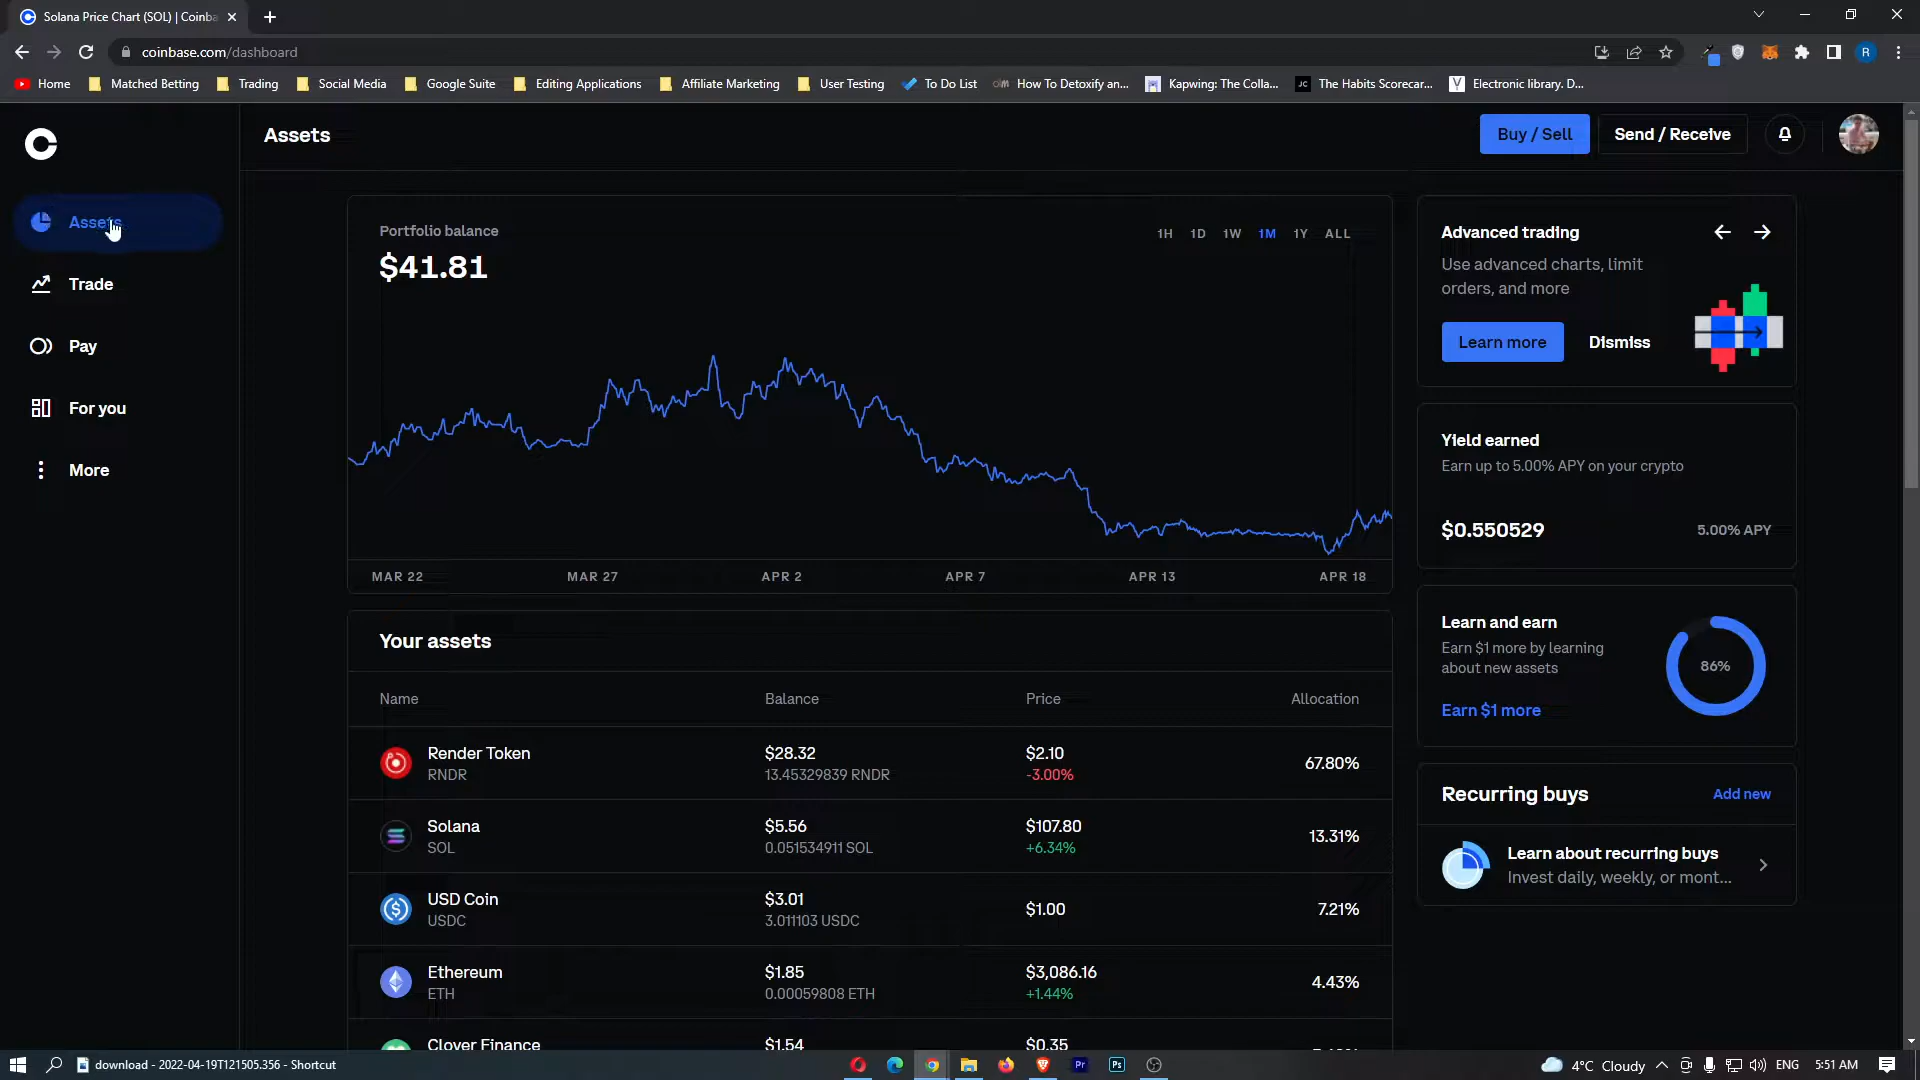 Solana Price Chart (SOL) | Coinba
coinbase.com/dashboard
R
Home Matched Betting Trading Social Media Google Suite Editing Applications Affiliate Marketing User Testing To Do List How To Detoxify an... Kapwing: The Colla... JC The Habits Scorecar... Electronic library. D...
Assets
Buy / Sell
Send / Receive
Assets
Trade
Pay
For you
More
Portfolio balance
$41.81
1H 1D 1W 1M 1Y ALL
MAR 22 MAR 27 APR 2 APR 7 APR 13 APR 18
Your assets
Name Balance Price Allocation
Render Token $28.32 $2.10 67.80%
RNDR 13.45329839 RNDR -3.00%
Solana $5.56 $107.80 13.31%
SOL 0.051534911 SOL +6.34%
USD Coin $3.01 $1.00 7.21%
USDC 3.011103 USDC
Ethereum $1.85 $3,086.16 4.43%
ETH 0.00059808 ETH +1.44%
Clover Finance $1.54 $0.35
Advanced trading
Use advanced charts, limit
orders, and more
Learn more Dismiss
Yield earned
Earn up to 5.00% APY on your crypto
$0.550529 5.00% APY
Learn and earn
Earn $1 more by learning
about new assets
86%
Earn $1 more
Recurring buys Add new
Learn about recurring buys
Invest daily, weekly, or mont...
download - 2022-04-19T121505.356 - Shortcut
Pr
Ps
4°C Cloudy
ENG
5:51 AM